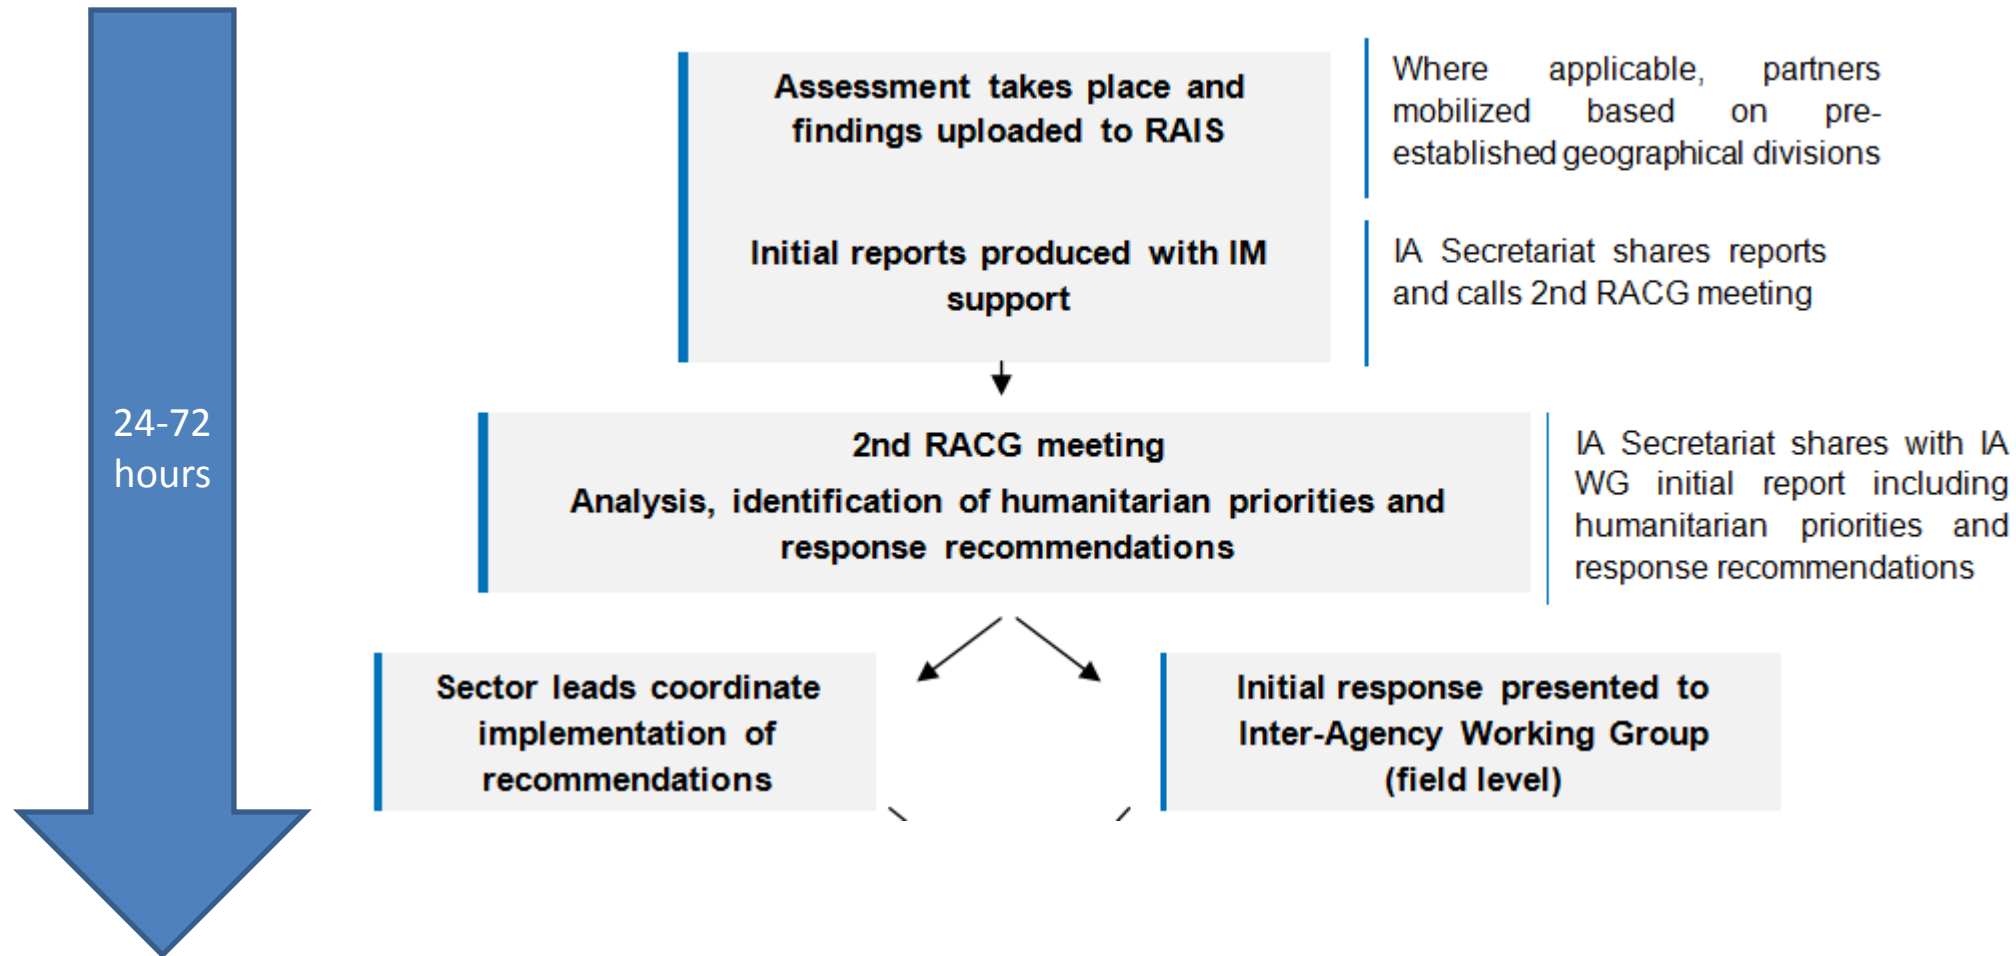 24-72
hours
Assessment takes place and
findings uploaded to RAIS
Where applicable, partners
mobilized based on pre-
established geographical divisions
Initial reports produced with IM
support
IA Secretariat shares reports
and calls 2nd RACG meeting
2nd RACG meeting
Analysis, identification of humanitarian priorities and
response recommendations
IA Secretariat shares with IA
WG initial report including
humanitarian priorities and
response recommendations
Sector leads coordinate
implementation of
recommendations
Initial response presented to
Inter-Agency Working Group
(field level)